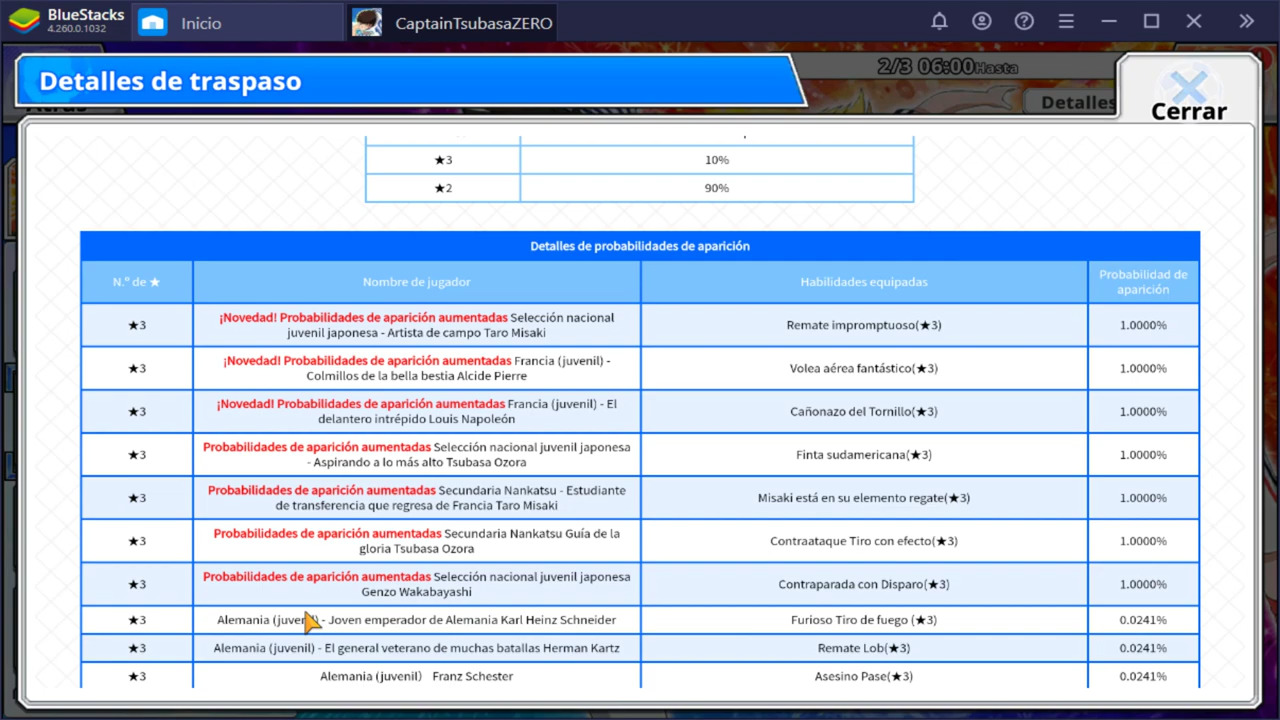 BlueStacks
4.260.0.1032
Inicio
CaptainTsubasaZERO
Detalles de traspaso
2/3 06:00Hasta
Detalles
Cerrar
★3 10%
★2 90%
Detalles de probabilidades de aparición
N.º de ★ Nombre de jugador Habilidades equipadas Probabilidad de
aparición
★3 ¡Novedad! Probabilidades de aparición aumentadas Selección nacional
juvenil japonesa - Artista de campo Taro Misaki Remate impromptuoso(★3) 1.0000%
★3 ¡Novedad! Probabilidades de aparición aumentadas Francia (juvenil) -
Colmillos de la bella bestia Alcide Pierre Volea aérea fantástico(★3) 1.0000%
★3 ¡Novedad! Probabilidades de aparición aumentadas Francia (juvenil) - El
delantero intrépido Louis Napoleón Cañonazo del Tornillo(★3) 1.0000%
★3 Probabilidades de aparición aumentadas Selección nacional juvenil japonesa
- Aspirando a lo más alto Tsubasa Ozora Finta sudamericana(★3) 1.0000%
★3 Probabilidades de aparición aumentadas Secundaria Nankatsu - Estudiante
de transferencia que regresa de Francia Taro Misaki Misaki está en su elemento regate(★3) 1.0000%
★3 Probabilidades de aparición aumentadas Secundaria Nankatsu Guía de la
gloria Tsubasa Ozora Contraataque Tiro con efecto(★3) 1.0000%
★3 Probabilidades de aparición aumentadas Selección nacional juvenil japonesa
Genzo Wakabayashi Contraparada con Disparo(★3) 1.0000%
★3 Alemania (juvenil) - Joven emperador de Alemania Karl Heinz Schneider Furioso Tiro de fuego (★3) 0.0241%
★3 Alemania (juvenil) - El general veterano de muchas batallas Herman Kartz Remate Lob(★3) 0.0241%
★3 Alemania (juvenil) Franz Schester Asesino Pase(★3) 0.0241%